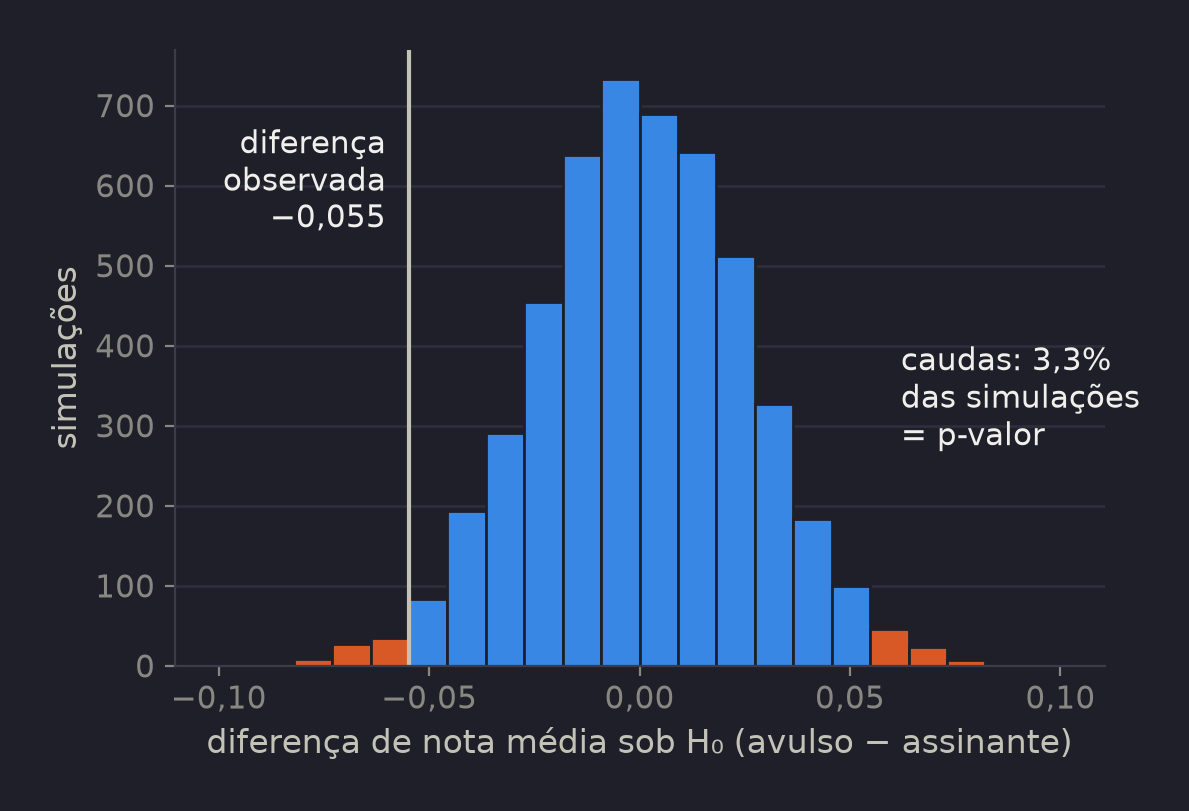 700
600
500
400
300
200
100
0
simulações
diferença
observada
−0,055
caudas: 3,3%
das simulações
= p-valor
−0,10
−0,05
0,00
0,05
0,10
diferença de nota média sob H₀ (avulso − assinante)